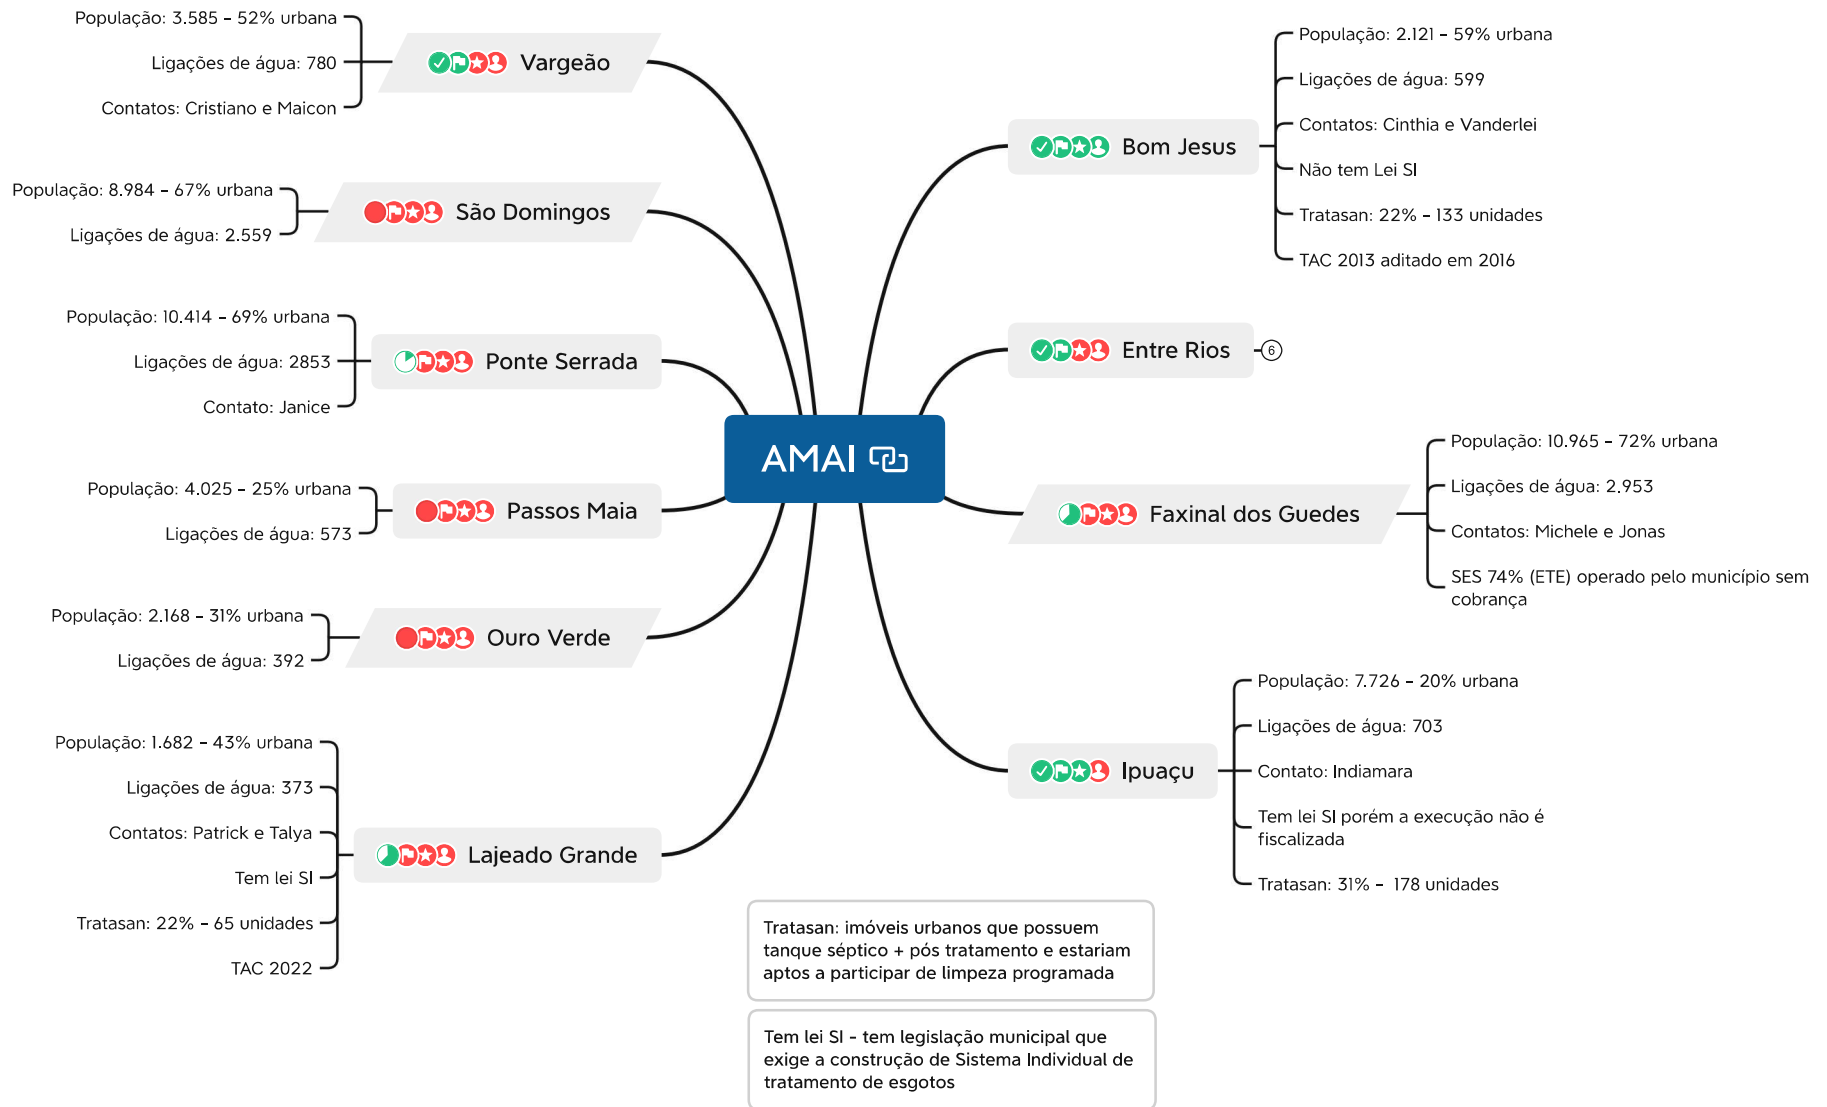 População: 3.585 – 52% urbana
Ligações de água: 780
Contatos: Cristiano e Maicon
Vargeão
População: 8.984 – 67% urbana
Ligações de água: 2.559
São Domingos
População: 10.414 – 69% urbana
Ligações de água: 2853
Contato: Janice
Ponte Serrada
População: 4.025 – 25% urbana
Ligações de água: 573
Passos Maia
População: 2.168 – 31% urbana
Ligações de água: 392
Ouro Verde
População: 1.682 – 43% urbana
Ligações de água: 373
Contatos: Patrick e Talya
Tem lei SI
Tratasan: 22% – 65 unidades
TAC 2022
Lajeado Grande
AMAI
Bom Jesus
População: 2.121 – 59% urbana
Ligações de água: 599
Contatos: Cinthia e Vanderlei
Não tem Lei SI
Tratasan: 22% - 133 unidades
TAC 2013 aditado em 2016
Entre Rios
6
Faxinal dos Guedes
População: 10.965 – 72% urbana
Ligações de água: 2.953
Contatos: Michele e Jonas
SES 74% (ETE) operado pelo município sem
cobrança
Ipuaçu
População: 7.726 – 20% urbana
Ligações de água: 703
Contato: Indiamara
Tem lei SI porém a execução não é
fiscalizada
Tratasan: 31% – 178 unidades
Tratasan: imóveis urbanos que possuem
tanque séptico + pós tratamento e estariam
aptos a participar de limpeza programada
Tem lei SI - tem legislação municipal que
exige a construção de Sistema Individual de
tratamento de esgotos